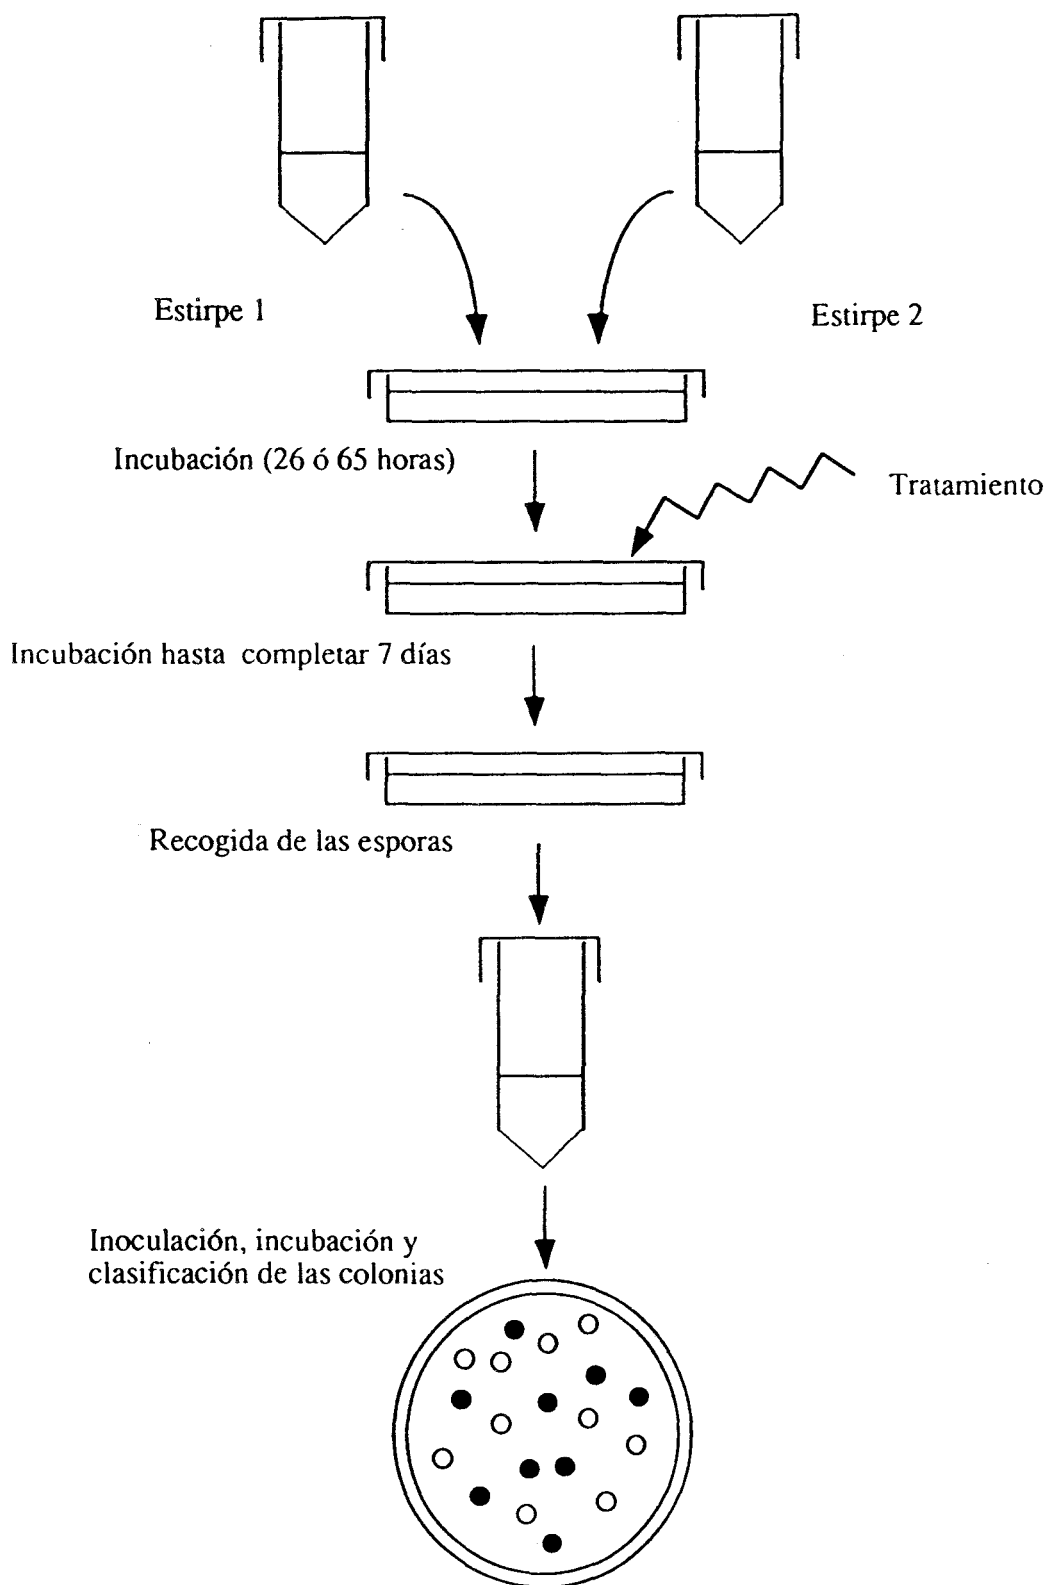 Estirpe 1
Estirpe 2
Incubación (26 ó 65 horas)
Tratamiento
Incubación hasta completar 7 días
Recogida de las esporas
Inoculación, incubación y
clasificación de las colonias